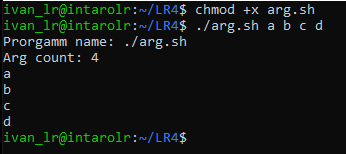 ivan_lr@intarolr:~/LR4$ chmod +x arg.sh
ivan_lr@intarolr:~/LR4$ ./arg.sh a b c d
Prorgamm name: ./arg.sh
Arg count: 4
a
b
c
d
ivan_lr@intarolr:~/LR4$